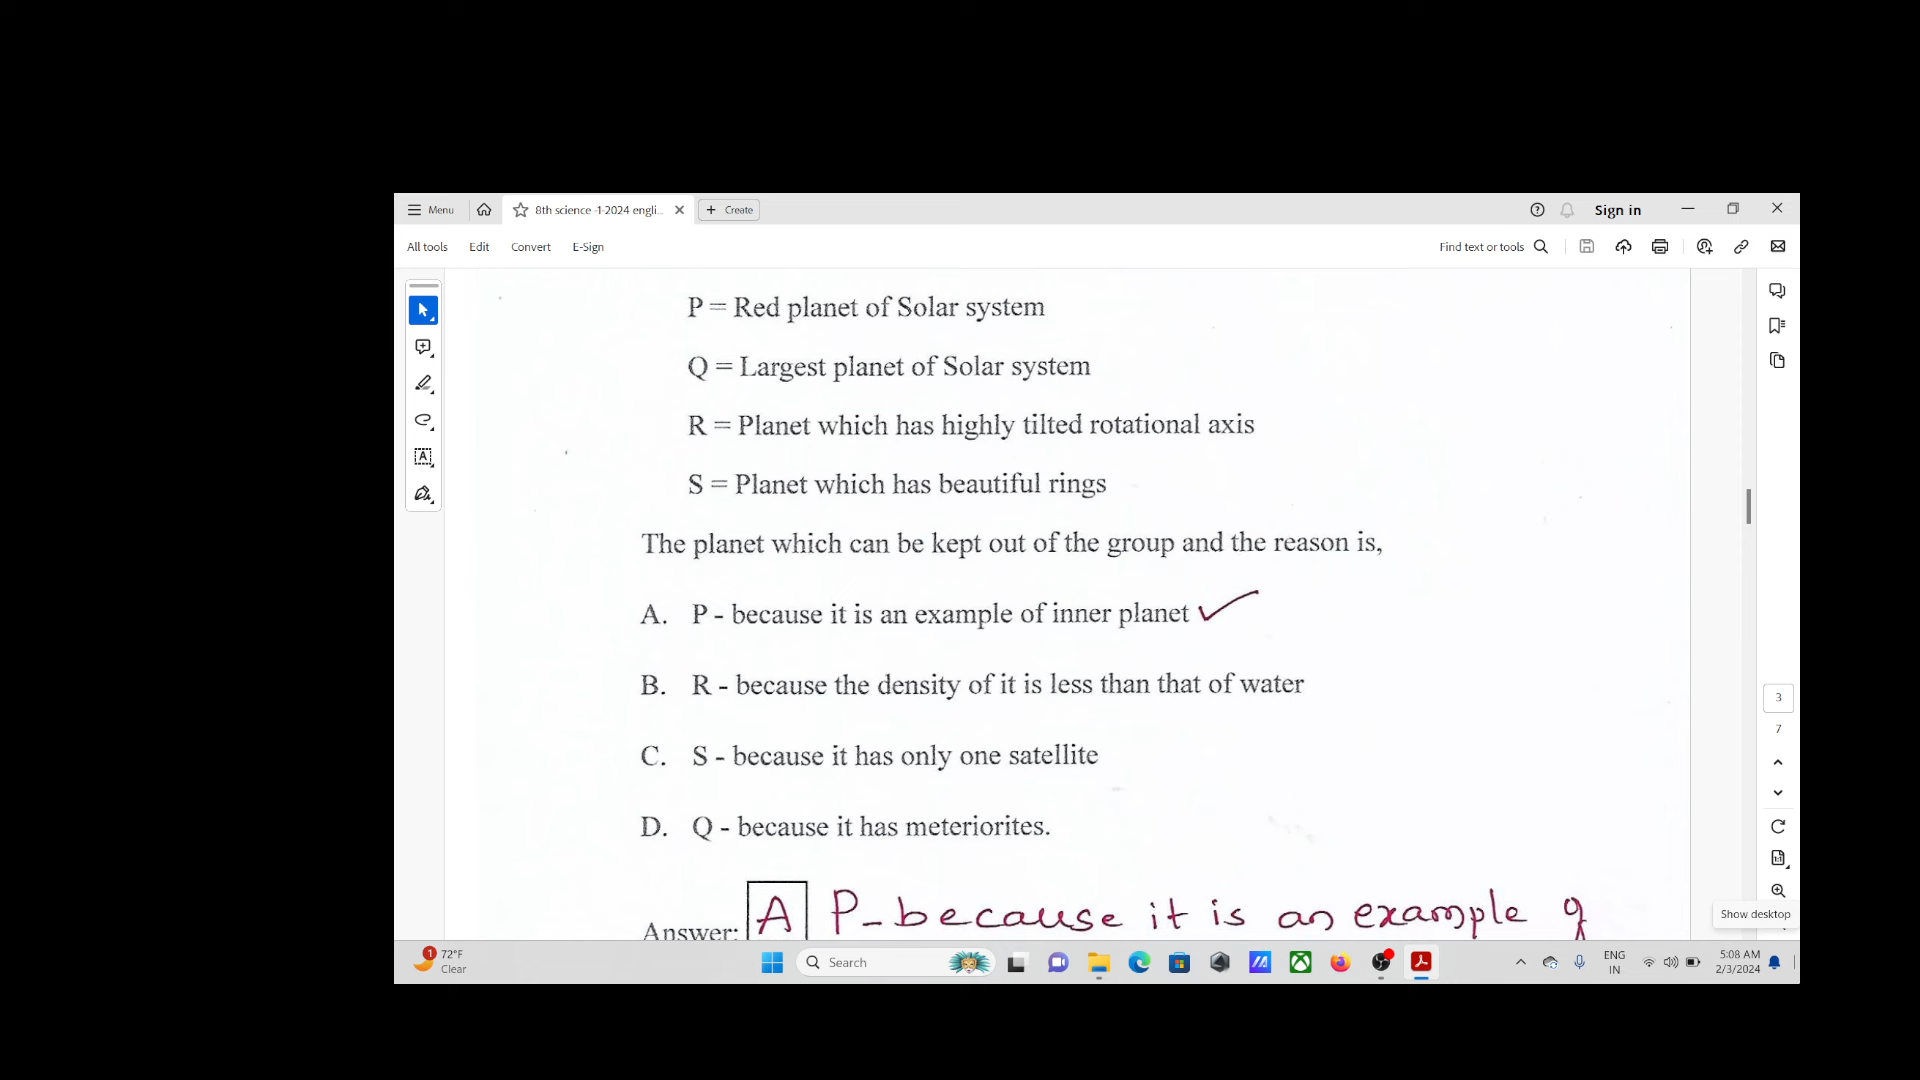 Menu
8th science -1-2024 engli...
Create
Sign in
All tools
Edit
Convert
E-Sign
Find text or tools
P = Red planet of Solar system
Q = Largest planet of Solar system
R = Planet which has highly tilted rotational axis
S = Planet which has beautiful rings
The planet which can be kept out of the group and the reason is,
A. P - because it is an example of inner planet
B. R - because the density of it is less than that of water
C. S - because it has only one satellite
D. Q - because it has meteriorites.
Answer: A P - because it is an example of
3
7
Show desktop
1
72°F
Clear
Search
ENG
IN
5:08 AM
2/3/2024